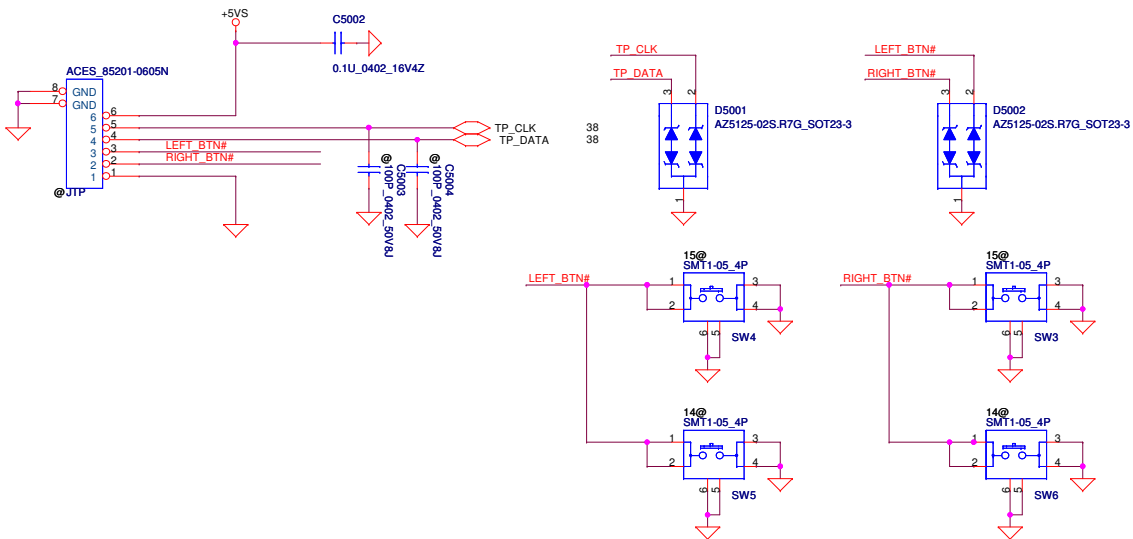 +5VS
C5002
0.1U_0402_16V4Z
ACES_85201-0605N
8 GND
7 GND
6 6
5 5
4 4
3 3
2 2
1 1
@JTP
LEFT_BTN#
RIGHT_BTN#
TP_CLK 38
TP_DATA 38
@100P_0402_50V8J
C5003
@100P_0402_50V8J
C5004
TP_CLK
TP_DATA
3 2
D5001
AZ5125-02S.R7G_SOT23-3
1
LEFT_BTN#
RIGHT_BTN#
3 2
D5002
AZ5125-02S.R7G_SOT23-3
1
LEFT_BTN#
15@
SMT1-05_4P
1 3
2 4
6 5
SW4
RIGHT_BTN#
15@
SMT1-05_4P
1 3
2 4
6 5
SW3
14@
SMT1-05_4P
1 3
2 4
6 5
SW5
14@
SMT1-05_4P
1 3
2 4
6 5
SW6